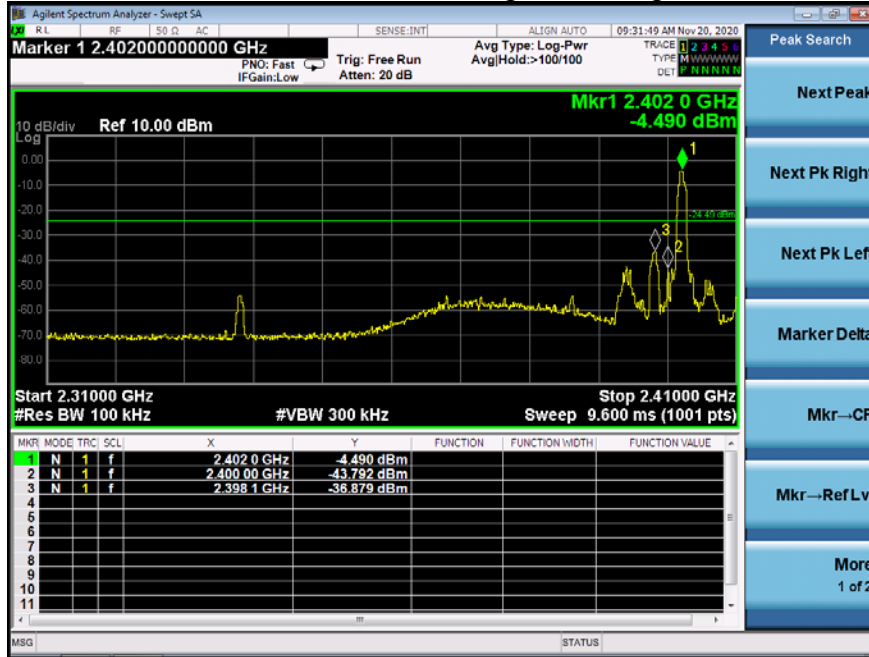 Agilent Spectrum Analyzer - Swept SA
RL RF 50 Ω AC SENSE:INT ALIGN AUTO 09:31:49 AM Nov 20, 2020
Marker 1 2.402000000000 GHz
PNO: Fast
IFGain:Low
Trig: Free Run
Atten: 20 dB
Avg Type: Log-Pwr
Avg|Hold:>100/100
TRACE 1 2 3 4 5 6
TYPE MWWWWW
DET P N N N N N
Peak Search
Mkr1 2.402 0 GHz
-4.490 dBm
10 dB/div Ref 10.00 dBm
Log
0.00
-10.0
-20.0
-30.0
-40.0
-50.0
-60.0
-70.0
-80.0
1
-24.49 dBm
3
2
Start 2.31000 GHz Stop 2.41000 GHz
#Res BW 100 kHz #VBW 300 kHz Sweep 9.600 ms (1001 pts)
MKR MODE TRC SCL X Y FUNCTION FUNCTION WIDTH FUNCTION VALUE
1 N 1 f 2.402 0 GHz -4.490 dBm
2 N 1 f 2.400 00 GHz -43.792 dBm
3 N 1 f 2.398 1 GHz -36.879 dBm
4
5
6
7
8
9
10
11
MSG STATUS
Next Peak
Next Pk Right
Next Pk Left
Marker Delta
Mkr→CF
Mkr→Ref Lv
More
1 of 2